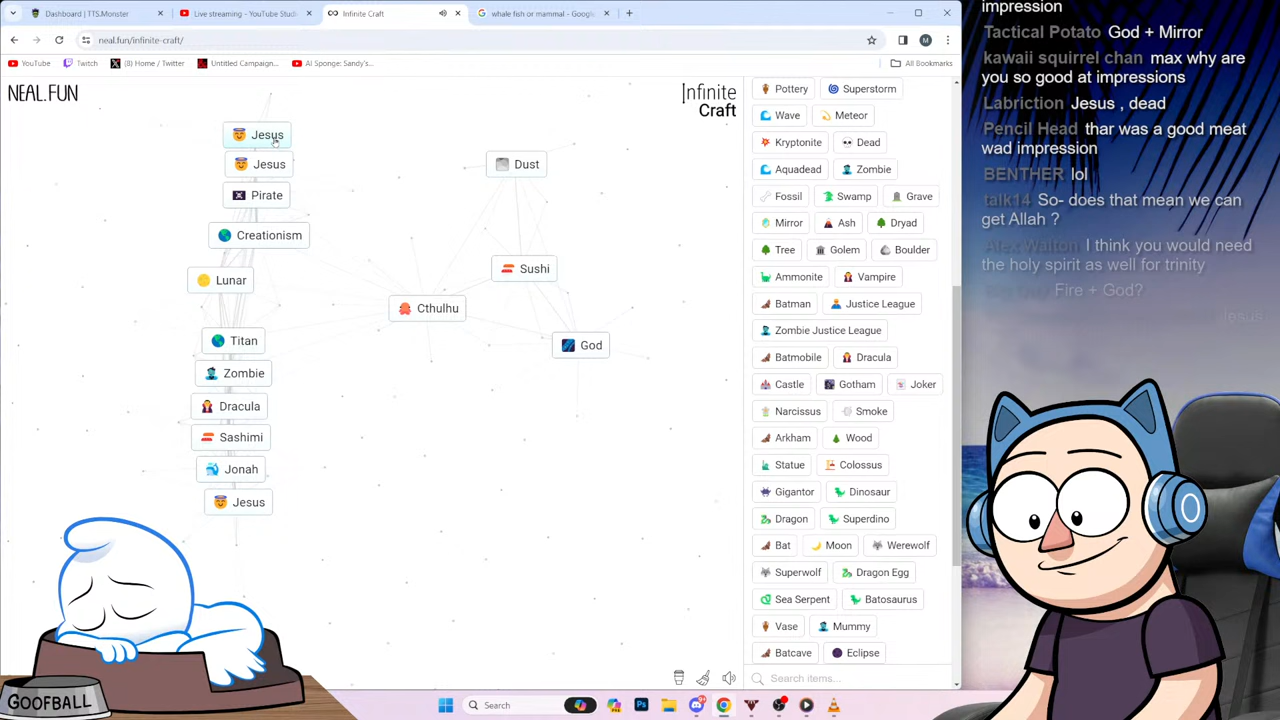 Dashboard | TTS.Monster
Live streaming - YouTube Studi
Infinite Craft
whale fish or mammal - Google
neal.fun/infinite-craft/
YouTube
Twitch
(8) Home / Twitter
Untitled Campaign...
AI Sponge: Sandy's...
All Bookmarks
NEAL.FUN
Infinite
Craft
Jesus
Jesus
Pirate
Creationism
Lunar
Titan
Zombie
Dracula
Sashimi
Jonah
Jesus
Dust
Sushi
Cthulhu
God
Pottery
Superstorm
Wave
Meteor
Kryptonite
Dead
Aquadead
Zombie
Fossil
Swamp
Grave
Mirror
Ash
Dryad
Tree
Golem
Boulder
Ammonite
Vampire
Batman
Justice League
Zombie Justice League
Batmobile
Dracula
Castle
Gotham
Joker
Narcissus
Smoke
Arkham
Wood
Statue
Colossus
Gigantor
Dinosaur
Dragon
Superdino
Bat
Moon
Werewolf
Superwolf
Dragon Egg
Sea Serpent
Batosaurus
Vase
Mummy
Batcave
Eclipse
Search items...
impression
Tactical Potato God + Mirror
kawaii squirrel chan max why are
you so good at impressions
Labriction Jesus , dead
Pencil Head thar was a good meat
wad impression
BENTHER lol
talk14 So- does that mean we can
get Allah ?
Alex Walton I think you would need
the holy spirit as well for trinity
Fire + God?
Jesus
GOOFBALL
Search